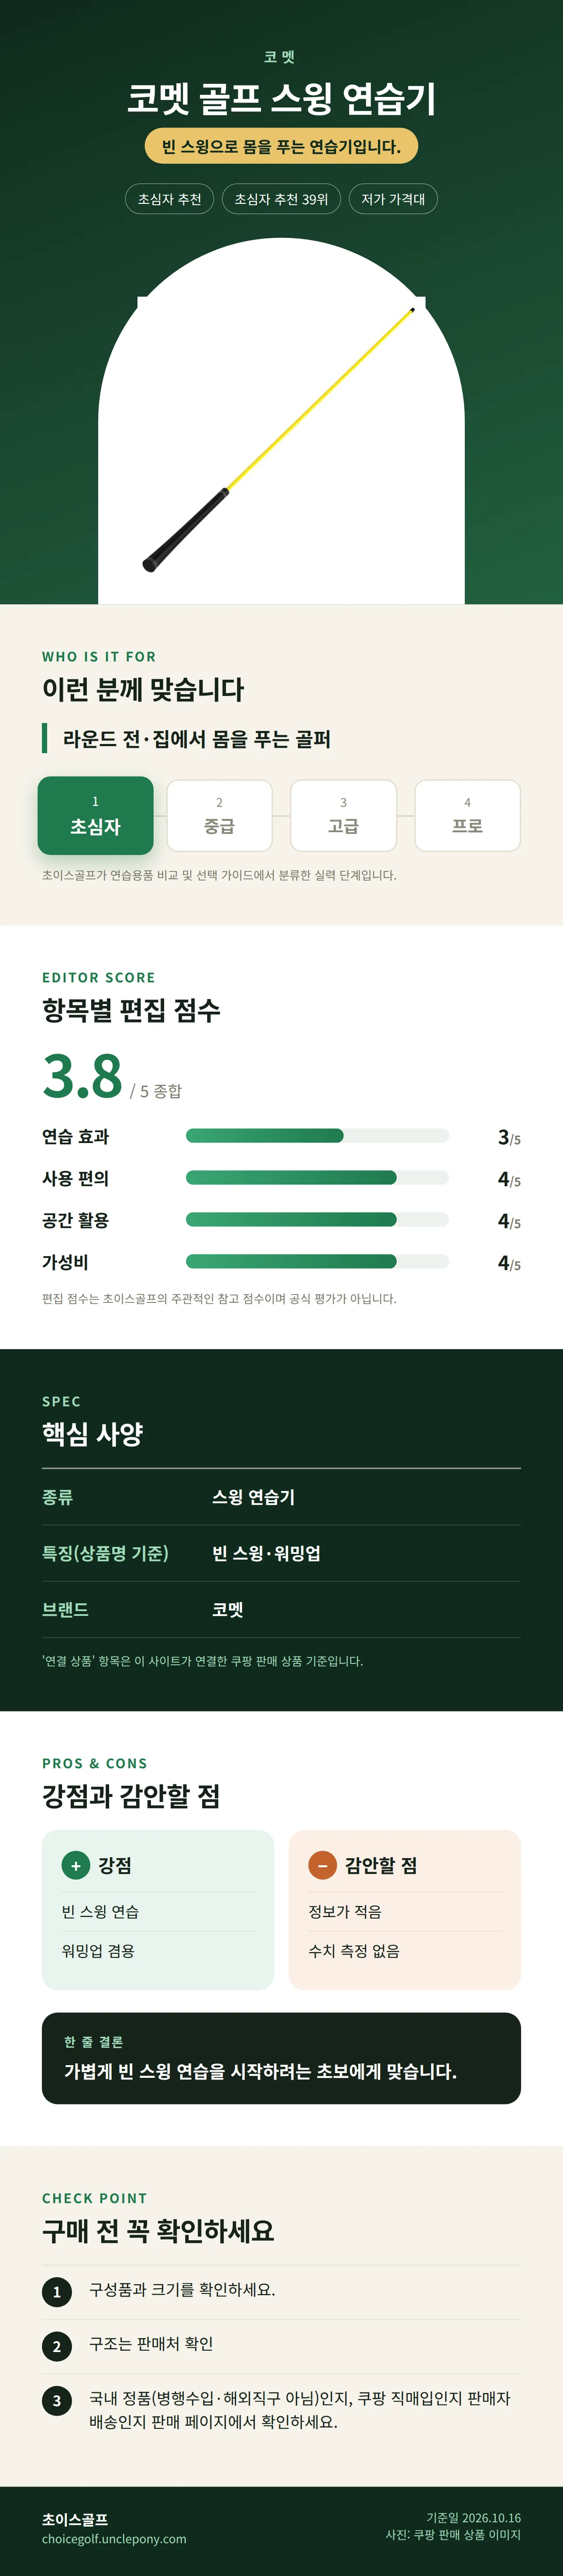 코멧
코멧 골프 스윙 연습기
빈 스윙으로 몸을 푸는 연습기입니다.
초심자 추천
초심자 추천 39위
저가 가격대
WHO IS IT FOR
이런 분께 맞습니다
라운드 전·집에서 몸을 푸는 골퍼
1
초심자
2
중급
3
고급
4
프로
초이스골프가 연습용품 비교 및 선택 가이드에서 분류한 실력 단계입니다.
EDITOR SCORE
항목별 편집 점수
3.8 / 5 종합
연습 효과 3/5
사용 편의 4/5
공간 활용 4/5
가성비 4/5
편집 점수는 초이스골프의 주관적인 참고 점수이며 공식 평가가 아닙니다.
SPEC
핵심 사양
종류 스윙 연습기
특징(상품명 기준) 빈 스윙·워밍업
브랜드 코멧
'연결 상품' 항목은 이 사이트가 연결한 쿠팡 판매 상품 기준입니다.
PROS & CONS
강점과 감안할 점
+ 강점
빈 스윙 연습
워밍업 겸용
− 감안할 점
정보가 적음
수치 측정 없음
한 줄 결론
가볍게 빈 스윙 연습을 시작하려는 초보에게 맞습니다.
CHECK POINT
구매 전 꼭 확인하세요
1 구성품과 크기를 확인하세요.
2 구조는 판매처 확인
3 국내 정품(병행수입·해외직구 아님)인지, 쿠팡 직매입인지 판매자
배송인지 판매 페이지에서 확인하세요.
초이스골프
choicegolf.unclepony.com
기준일 2026.10.16
사진: 쿠팡 판매 상품 이미지